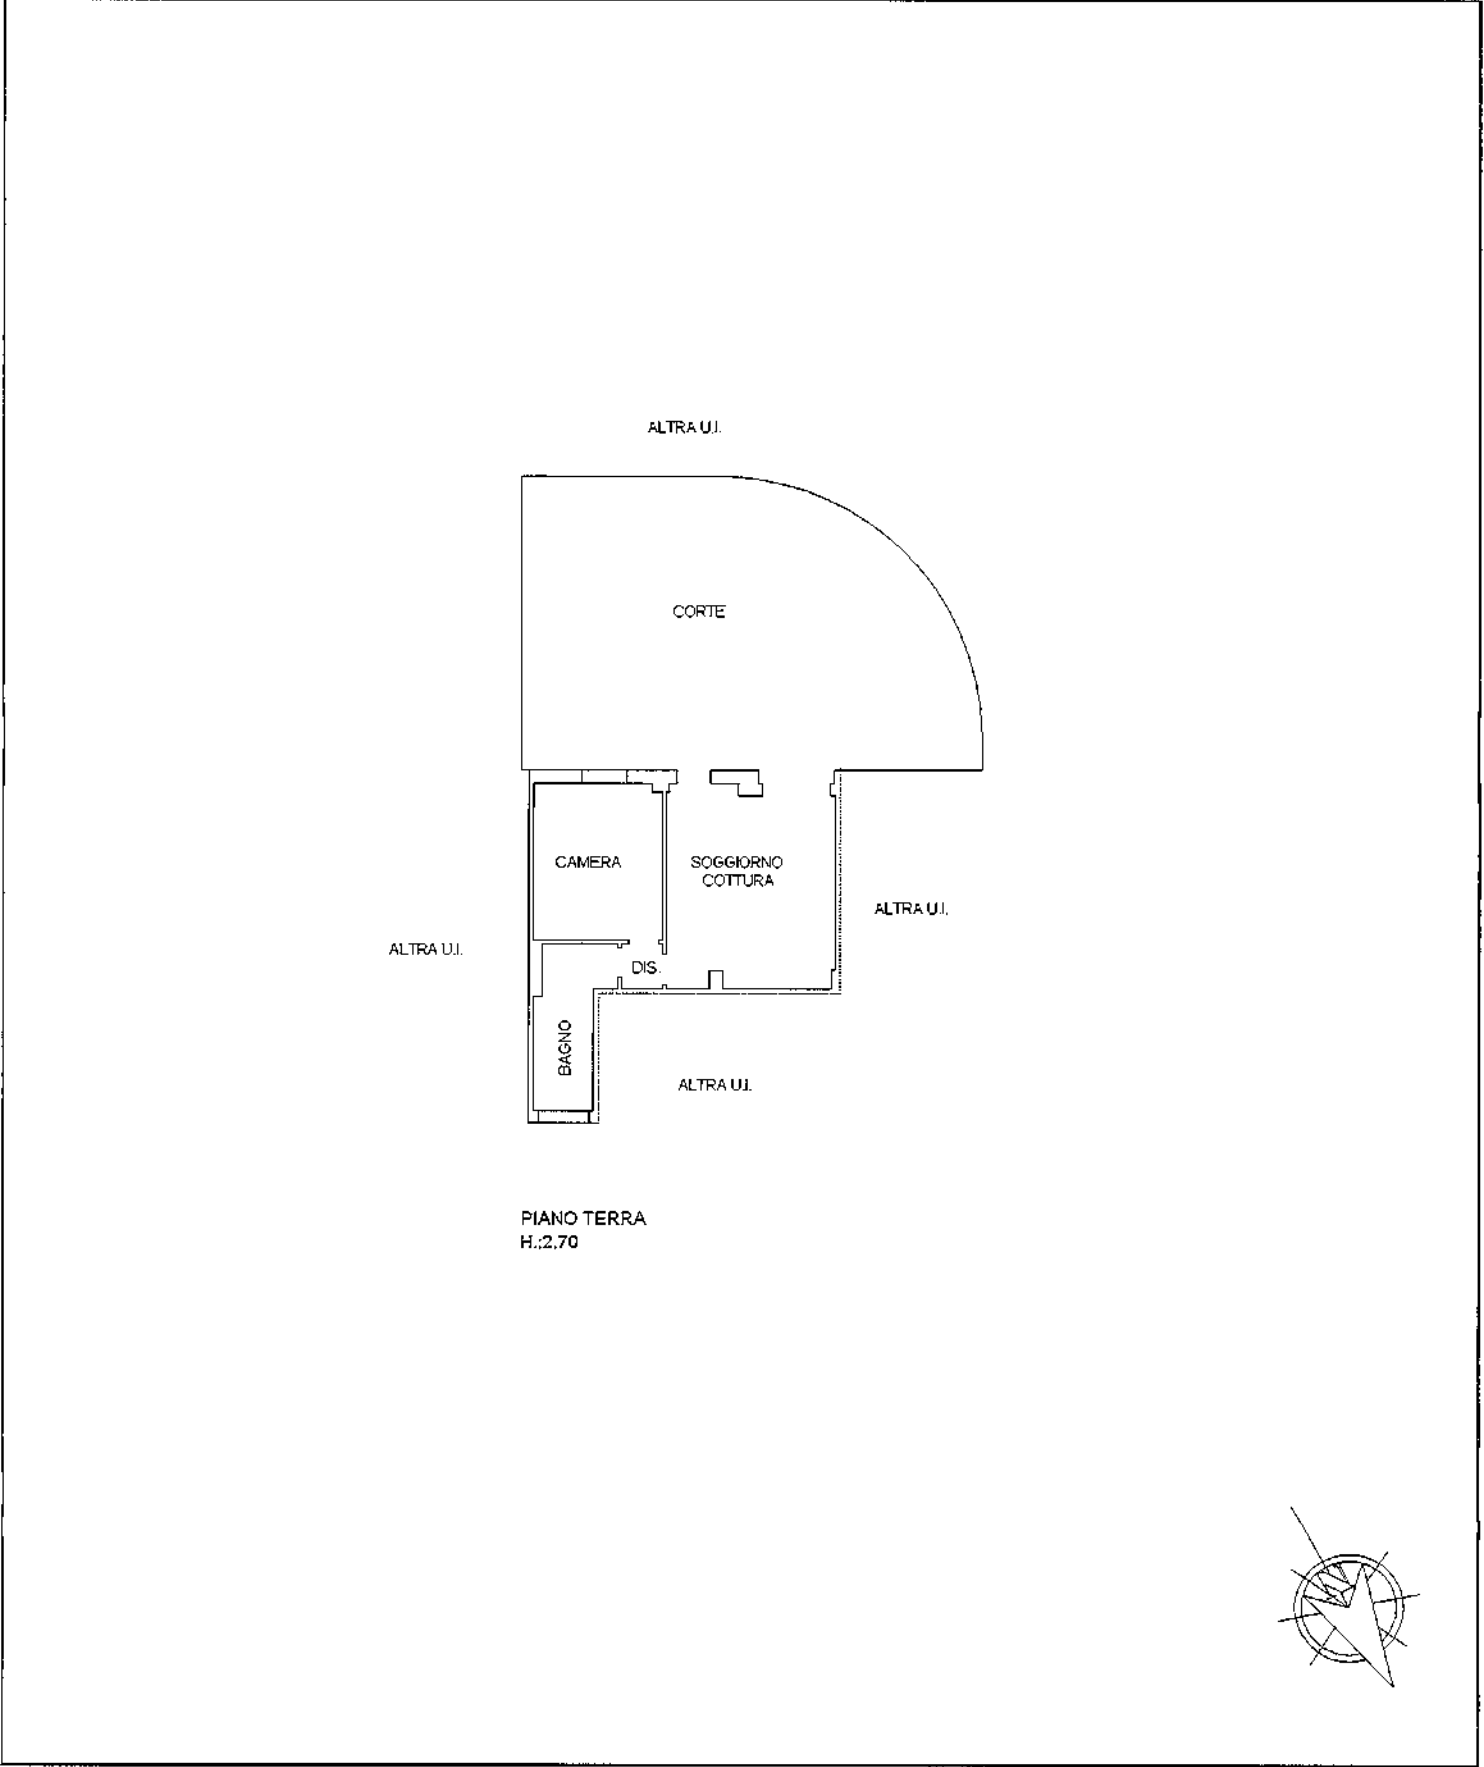 ALTRA U.I.
CORTE
CAMERA
SOGGIORNO
COTTURA
ALTRA U.I.
ALTRA U.I.
DIS.
BAGNO
ALTRA U.I.
PIANO TERRA
H.:2,70